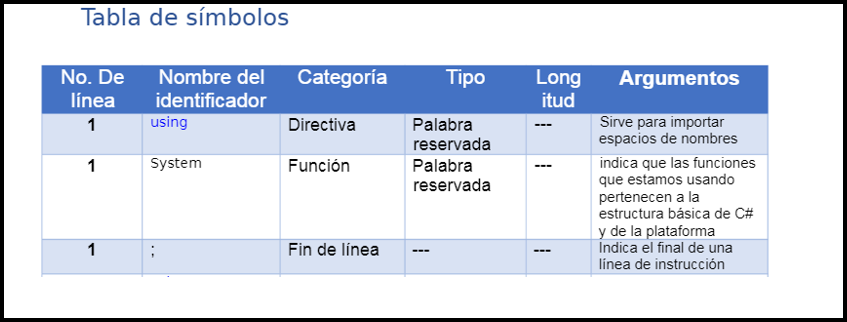 Tabla de símbolos
No. De línea	Nombre del identificador	Categoría	Tipo	Long itud	Argumentos
1	using	Directiva	Palabra reservada	---	Sirve para importar espacios de nombres
1	System	Función	Palabra reservada	---	indica que las funciones que estamos usando pertenecen a la estructura básica de C# y de la plataforma
1	;	Fin de línea	---	---	Indica el final de una línea de instrucción